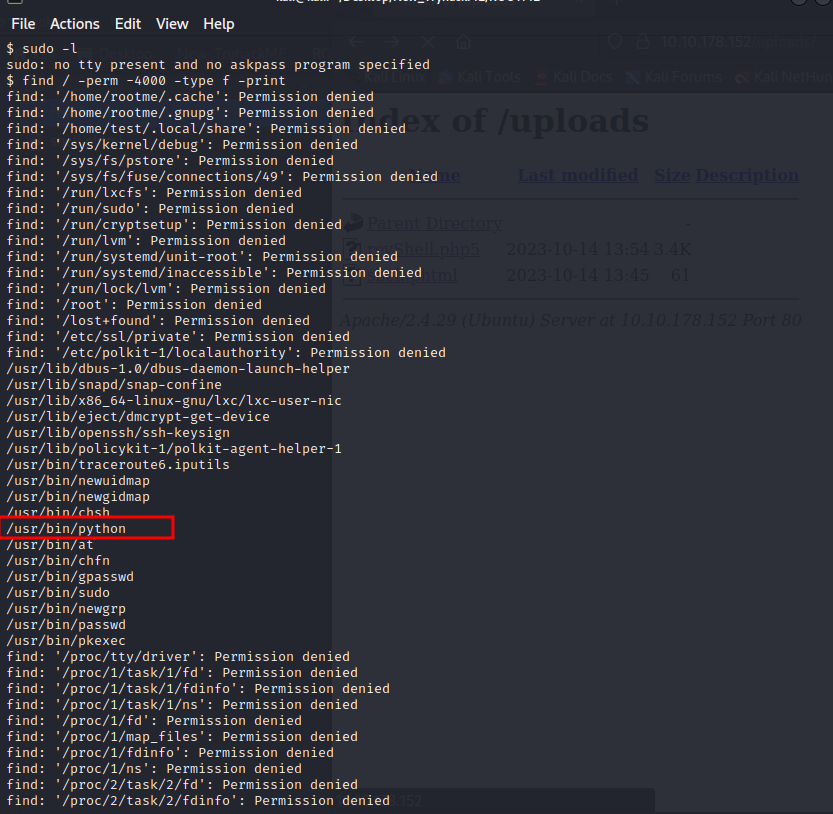 File Actions Edit View Help
$ sudo -l
sudo: no tty present and no askpass program specified
$ find / -perm -4000 -type f -print
find: '/home/rootme/.cache': Permission denied
find: '/home/rootme/.gnupg': Permission denied
find: '/home/test/.local/share': Permission denied
find: '/sys/kernel/debug': Permission denied
find: '/sys/fs/pstore': Permission denied
find: '/sys/fs/fuse/connections/49': Permission denied
find: '/run/lxcfs': Permission denied
find: '/run/sudo': Permission denied
find: '/run/cryptsetup': Permission denied
find: '/run/lvm': Permission denied
find: '/run/systemd/unit-root': Permission denied
find: '/run/systemd/inaccessible': Permission denied
find: '/run/lock/lvm': Permission denied
find: '/root': Permission denied
find: '/lost+found': Permission denied
find: '/etc/ssl/private': Permission denied
find: '/etc/polkit-1/localauthority': Permission denied
/usr/lib/dbus-1.0/dbus-daemon-launch-helper
/usr/lib/snapd/snap-confine
/usr/lib/x86_64-linux-gnu/lxc/lxc-user-nic
/usr/lib/eject/dmcrypt-get-device
/usr/lib/openssh/ssh-keysign
/usr/lib/policykit-1/polkit-agent-helper-1
/usr/bin/traceroute6.iputils
/usr/bin/newuidmap
/usr/bin/newgidmap
/usr/bin/chsh
/usr/bin/python
/usr/bin/at
/usr/bin/chfn
/usr/bin/gpasswd
/usr/bin/sudo
/usr/bin/newgrp
/usr/bin/passwd
/usr/bin/pkexec
find: '/proc/tty/driver': Permission denied
find: '/proc/1/task/1/fd': Permission denied
find: '/proc/1/task/1/fdinfo': Permission denied
find: '/proc/1/task/1/ns': Permission denied
find: '/proc/1/fd': Permission denied
find: '/proc/1/map_files': Permission denied
find: '/proc/1/fdinfo': Permission denied
find: '/proc/1/ns': Permission denied
find: '/proc/2/task/2/fd': Permission denied
find: '/proc/2/task/2/fdinfo': Permission denied
10.10.178.152
Kali Linux Kali Tools Kali Docs Kali Forums Kali NetHun
Index of /uploads
Last modified Size Description
Parent Directory -
2023-10-14 13:54 3.4K
2023-10-14 13:45 61
Apache/2.4.29 (Ubuntu) Server at 10.10.178.152 Port 80